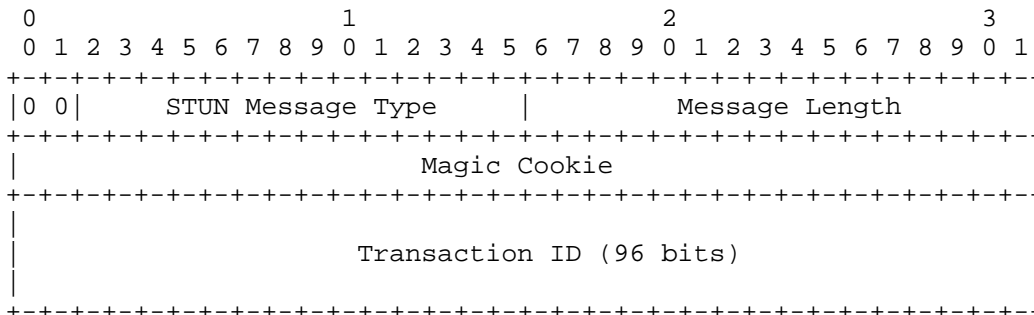 0                   1                   2                   3
 0 1 2 3 4 5 6 7 8 9 0 1 2 3 4 5 6 7 8 9 0 1 2 3 4 5 6 7 8 9 0 1
+-+-+-+-+-+-+-+-+-+-+-+-+-+-+-+-+-+-+-+-+-+-+-+-+-+-+-+-+-+-+-+-
|0 0|     STUN Message Type     |         Message Length
+-+-+-+-+-+-+-+-+-+-+-+-+-+-+-+-+-+-+-+-+-+-+-+-+-+-+-+-+-+-+-+-
|                         Magic Cookie
+-+-+-+-+-+-+-+-+-+-+-+-+-+-+-+-+-+-+-+-+-+-+-+-+-+-+-+-+-+-+-+-
|
|                     Transaction ID (96 bits)
|
+-+-+-+-+-+-+-+-+-+-+-+-+-+-+-+-+-+-+-+-+-+-+-+-+-+-+-+-+-+-+-+-